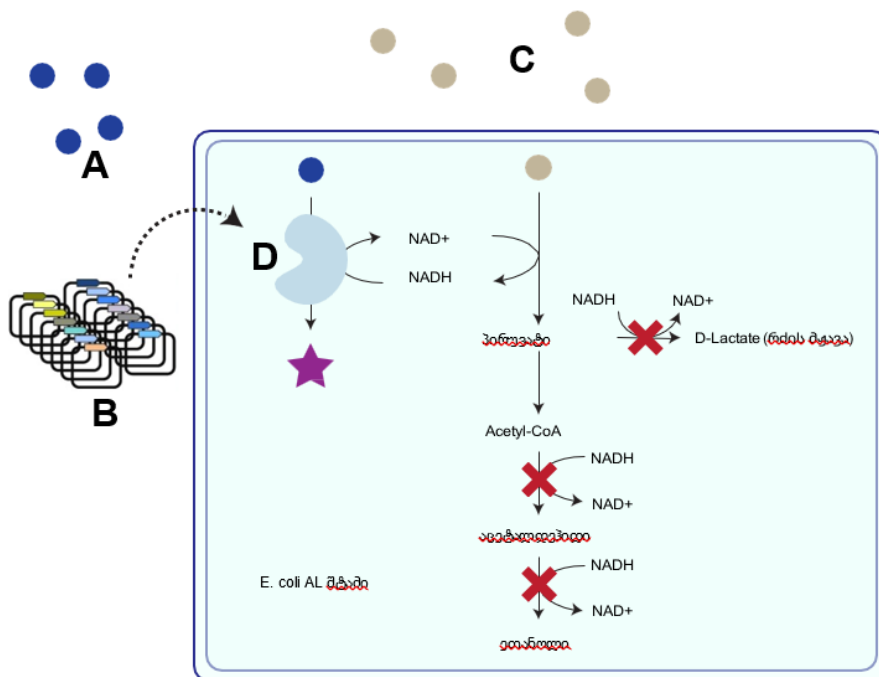 A
C
D
NAD+
NADH
B
NADH
NAD+
პირუვატი
D-Lactate (რძის მჟავა)
Acetyl-CoA
NADH
NAD+
აცეტალდეჰიდი
NADH
E. coli AL შტამი
NAD+
ეთანოლი